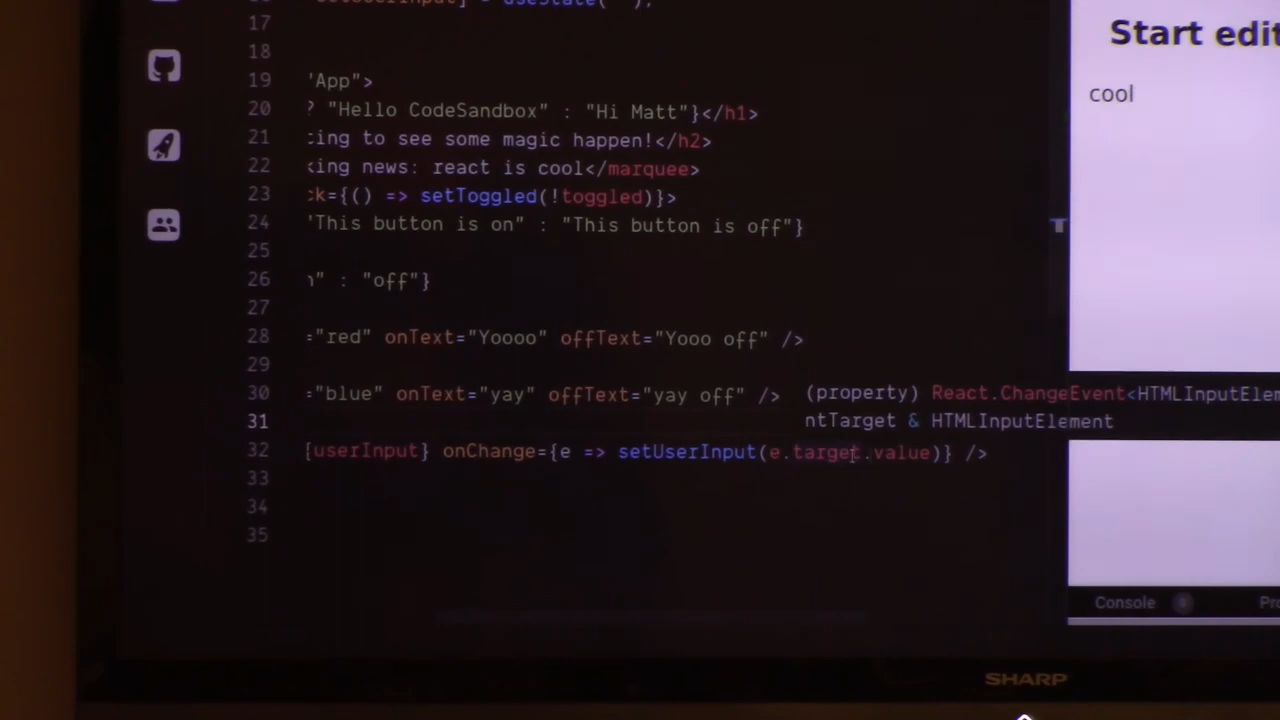 17
18
19 'App">
20 ? "Hello CodeSandbox" : "Hi Matt"}</h1>
21 ing to see some magic happen!</h2>
22 king news: react is cool</marquee>
23 ck={() => setToggled(!toggled)}>
24 'This button is on" : "This button is off"}
25
26 " : "off"}
27
28 ="red" onText="Yoooo" offText="Yooo off" />
29
30 ="blue" onText="yay" offText="yay off" />
(property) React.ChangeEvent<HTMLInputElem
ntTarget & HTMLInputElement
31
32 {userInput} onChange={e => setUserInput(e.target.value)} />
33
34
35
Start edit
cool
T
Console
Pro
SHARP